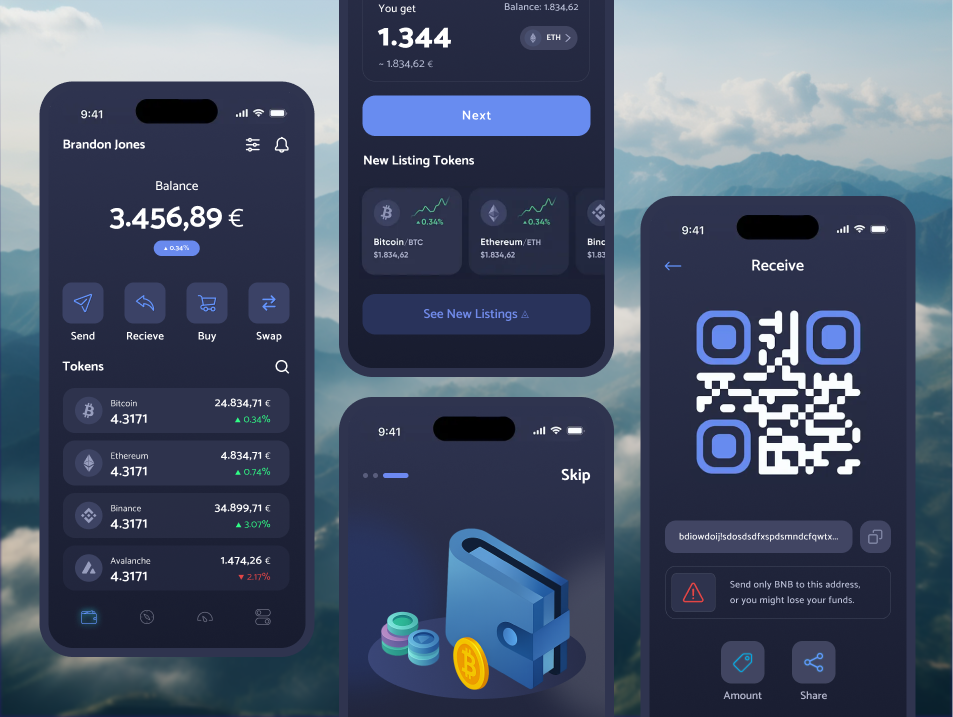 9:41
Brandon Jones
Balance
3.456,89 €
▲ 0.34%
Send
Recieve
Buy
Swap
Tokens
Bitcoin
24.834,71 €
4.3171
▲ 0.34%
Ethereum
4.834,71 €
4.3171
▲ 0.74%
Binance
34.899,71 €
4.3171
▲ 3.07%
Avalanche
1.474,26 €
4.3171
▼ 2.17%
You get
Balance: 1.834,62
1.344
ETH
~ 1.834,62 €
Next
New Listing Tokens
▲ 0.34%
Bitcoin/BTC
$1.834,62
▲ 0.34%
Ethereum/ETH
$1.834,62
Binc
$1.83
See New Listings
9:41
Skip
9:41
Receive
bdiowdoij!sdosdsdfxspdsmndcfqwtx...
Send only BNB to this address,
or you might lose your funds.
Amount
Share